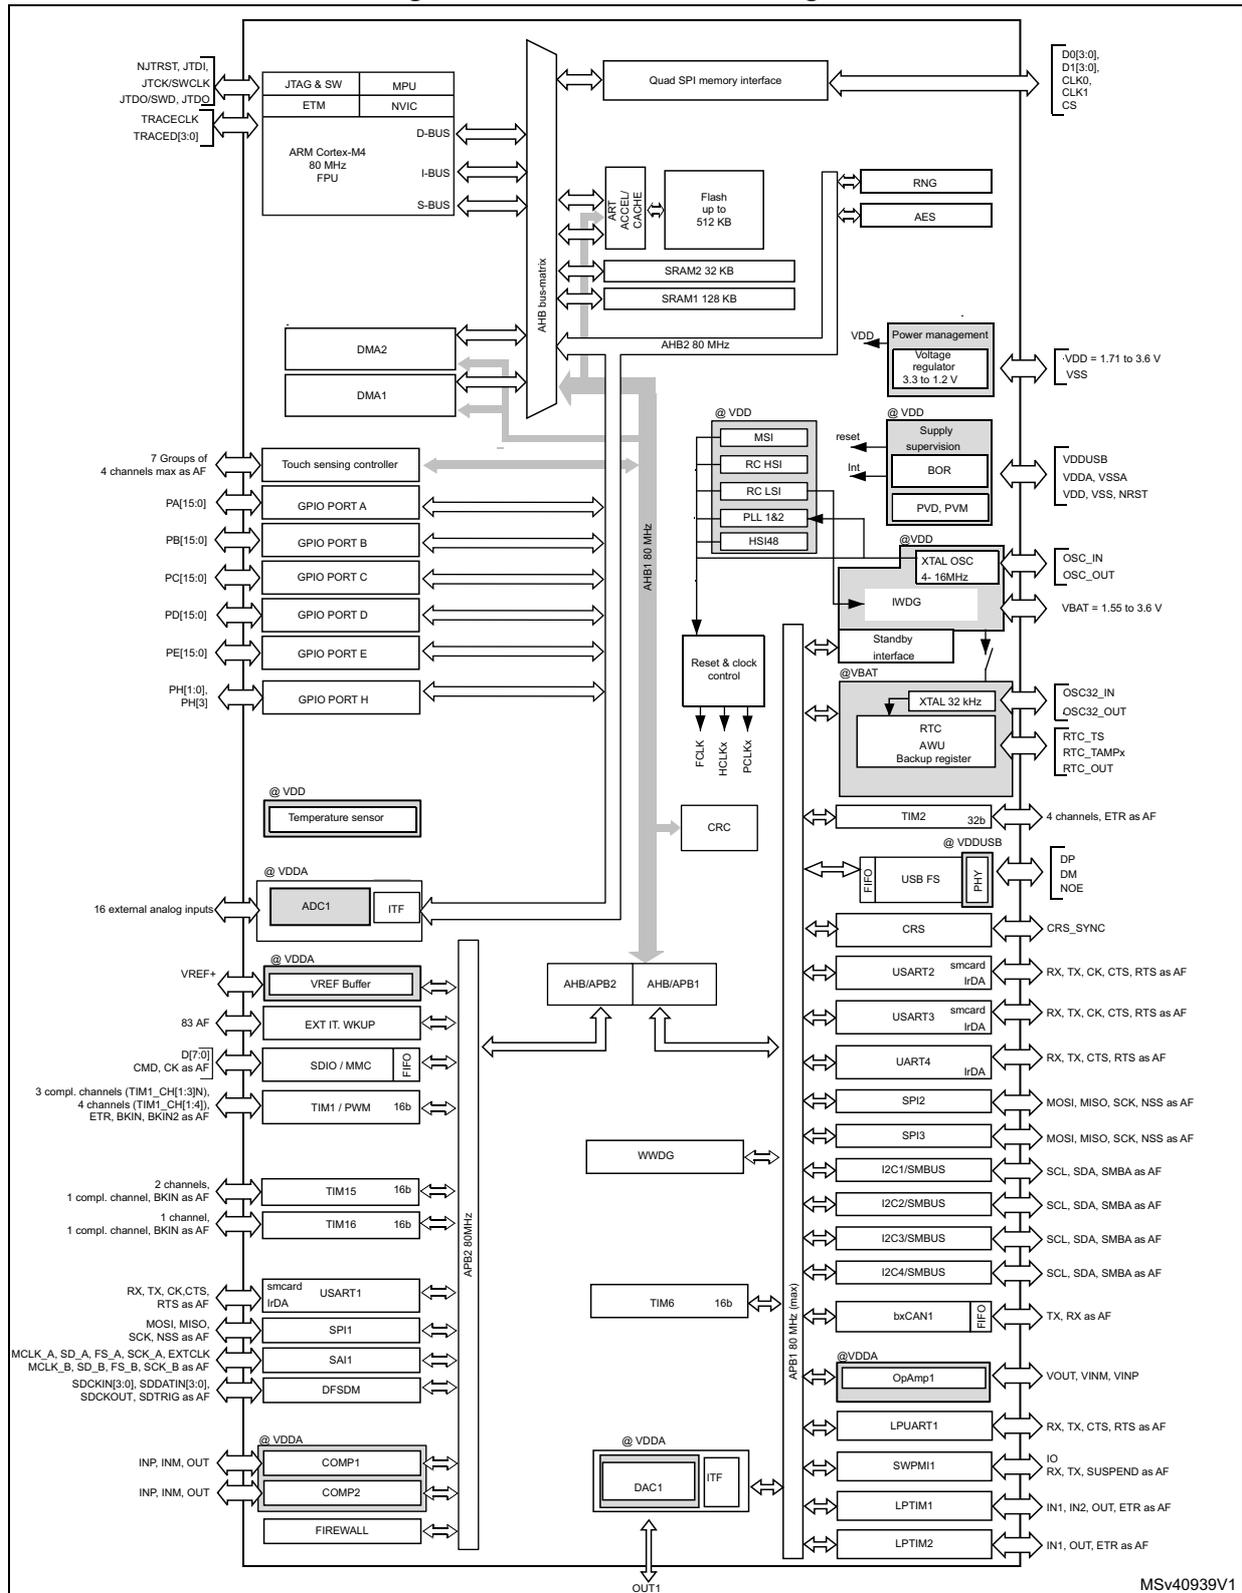 NJTRST, JTDI,
JTCK/SWCLK
JTDO/SWD, JTDO
TRACECLK
TRACED[3:0]
JTAG & SW
MPU
ETM
NVIC
ARM Cortex-M4
80 MHz
FPU
D-BUS
I-BUS
S-BUS
AHB bus-matrix
Quad SPI memory interface
D0[3:0],
D1[3:0],
CLK0,
CLK1
CS
ART
ACCEL/
CACHE
Flash
up to
512 KB
RNG
AES
SRAM2 32 KB
SRAM1 128 KB
AHB2 80 MHz
DMA2
DMA1
VDD
Power management
Voltage
regulator
3.3 to 1.2 V
VDD = 1.71 to 3.6 V
VSS
@ VDD
MSI
RC HSI
RC LSI
PLL 1&2
HSI48
@ VDD
reset
Int
Supply
supervision
BOR
PVD, PVM
VDDUSB
VDDA, VSSA
VDD, VSS, NRST
7 Groups of
4 channels max as AF
Touch sensing controller
PA[15:0]
GPIO PORT A
PB[15:0]
GPIO PORT B
PC[15:0]
GPIO PORT C
PD[15:0]
GPIO PORT D
PE[15:0]
GPIO PORT E
PH[1:0],
PH[3]
GPIO PORT H
AHB1 80 MHz
@VDD
XTAL OSC
4- 16MHz
IWDG
OSC_IN
OSC_OUT
VBAT = 1.55 to 3.6 V
Standby
interface
Reset & clock
control
FCLK
HCLKx
PCLKx
@VBAT
XTAL 32 kHz
RTC
AWU
Backup register
OSC32_IN
OSC32_OUT
RTC_TS
RTC_TAMPx
RTC_OUT
@ VDD
Temperature sensor
CRC
TIM2
32b
4 channels, ETR as AF
@ VDDUSB
FIFO
USB FS
PHY
DP
DM
NOE
@ VDDA
16 external analog inputs
ADC1
ITF
CRS
CRS_SYNC
@ VDDA
VREF+
VREF Buffer
AHB/APB2
AHB/APB1
USART2
smcard
IrDA
RX, TX, CK, CTS, RTS as AF
83 AF
EXT IT. WKUP
USART3
smcard
IrDA
RX, TX, CK, CTS, RTS as AF
D[7:0]
CMD, CK as AF
SDIO / MMC
FIFO
UART4
IrDA
RX, TX, CTS, RTS as AF
3 compl. channels (TIM1_CH[1:3]N),
4 channels (TIM1_CH[1:4]),
ETR, BKIN, BKIN2 as AF
TIM1 / PWM
16b
SPI2
MOSI, MISO, SCK, NSS as AF
SPI3
MOSI, MISO, SCK, NSS as AF
WWDG
I2C1/SMBUS
SCL, SDA, SMBA as AF
2 channels,
1 compl. channel, BKIN as AF
TIM15
16b
I2C2/SMBUS
SCL, SDA, SMBA as AF
1 channel,
1 compl. channel, BKIN as AF
TIM16
16b
I2C3/SMBUS
SCL, SDA, SMBA as AF
APB2 80MHz
I2C4/SMBUS
SCL, SDA, SMBA as AF
RX, TX, CK,CTS,
RTS as AF
smcard
IrDA
USART1
TIM6
16b
APB1 80 MHz (max)
bxCAN1
FIFO
TX, RX as AF
MOSI, MISO,
SCK, NSS as AF
SPI1
MCLK_A, SD_A, FS_A, SCK_A, EXTCLK
MCLK_B, SD_B, FS_B, SCK_B as AF
SAI1
SDCKIN[3:0], SDDATIN[3:0],
SDCKOUT, SDTRIG as AF
DFSDM
@VDDA
OpAmp1
VOUT, VINM, VINP
LPUART1
RX, TX, CTS, RTS as AF
@ VDDA
INP, INM, OUT
COMP1
INP, INM, OUT
COMP2
FIREWALL
@ VDDA
DAC1
ITF
OUT1
SWPMI1
IO
RX, TX, SUSPEND as AF
LPTIM1
IN1, IN2, OUT, ETR as AF
LPTIM2
IN1, OUT, ETR as AF
MSv40939V1